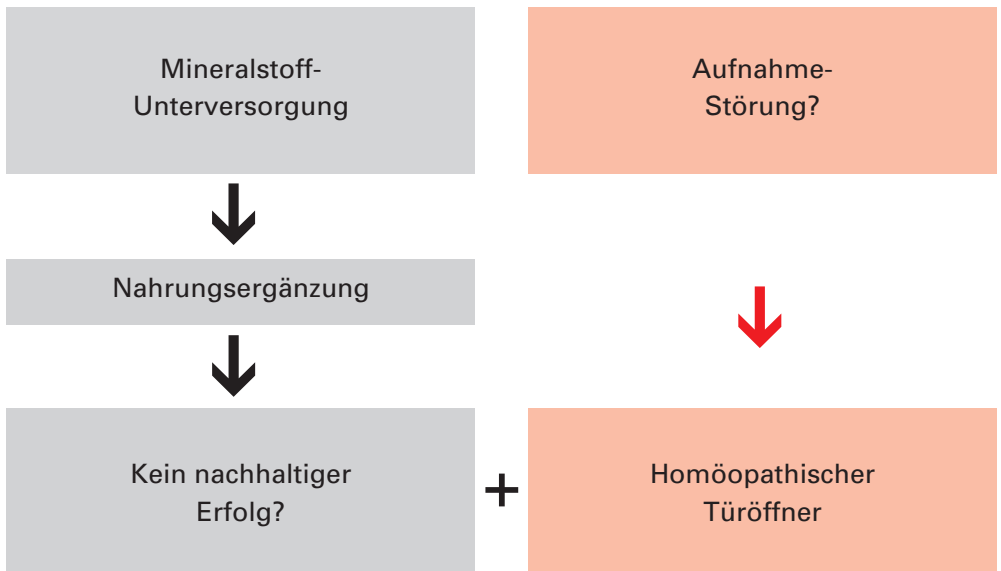 Mineralstoff-
Unterversorgung
Nahrungsergänzung
Kein nachhaltiger
Erfolg?
+
Aufnahme-
Störung?
Homöopathischer
Türöffner